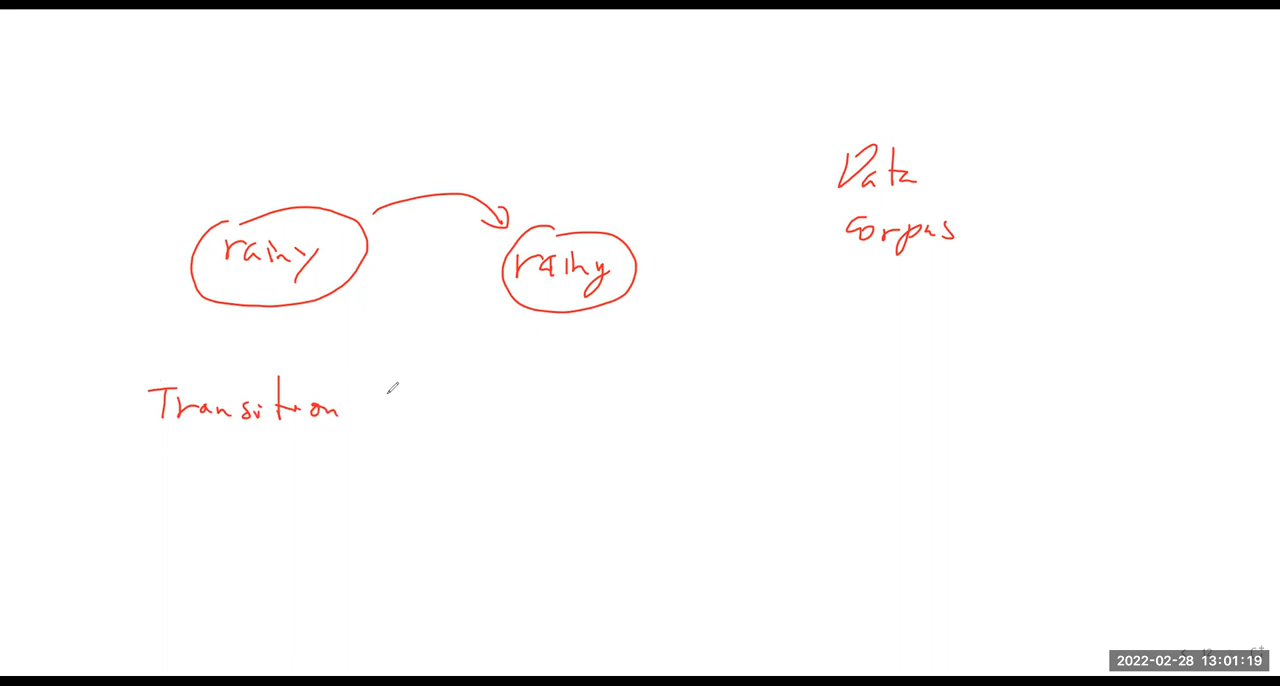 Data
Corpus
rainy
rainy
Transition
2022-02-28 13:01:19